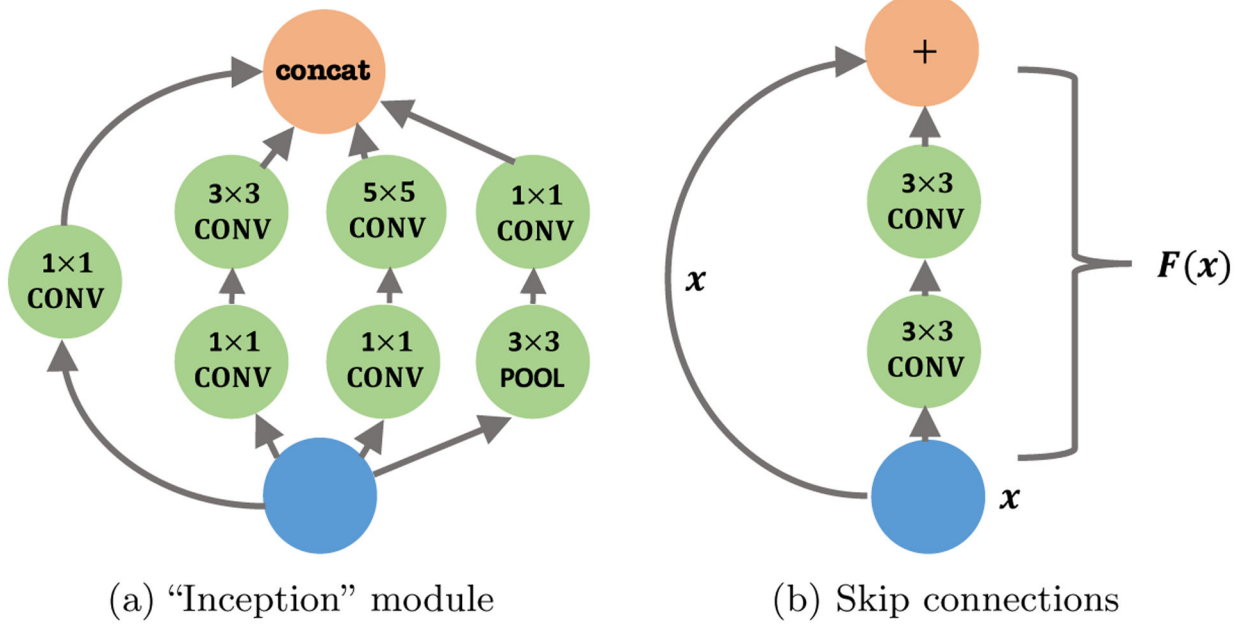 concat
3×3
CONV
5×5
CONV
1×1
CONV
1×1
CONV
1×1
CONV
1×1
CONV
3×3
POOL
(a) “Inception” module
+
3×3
CONV
x
F(x)
3×3
CONV
x
(b) Skip connections